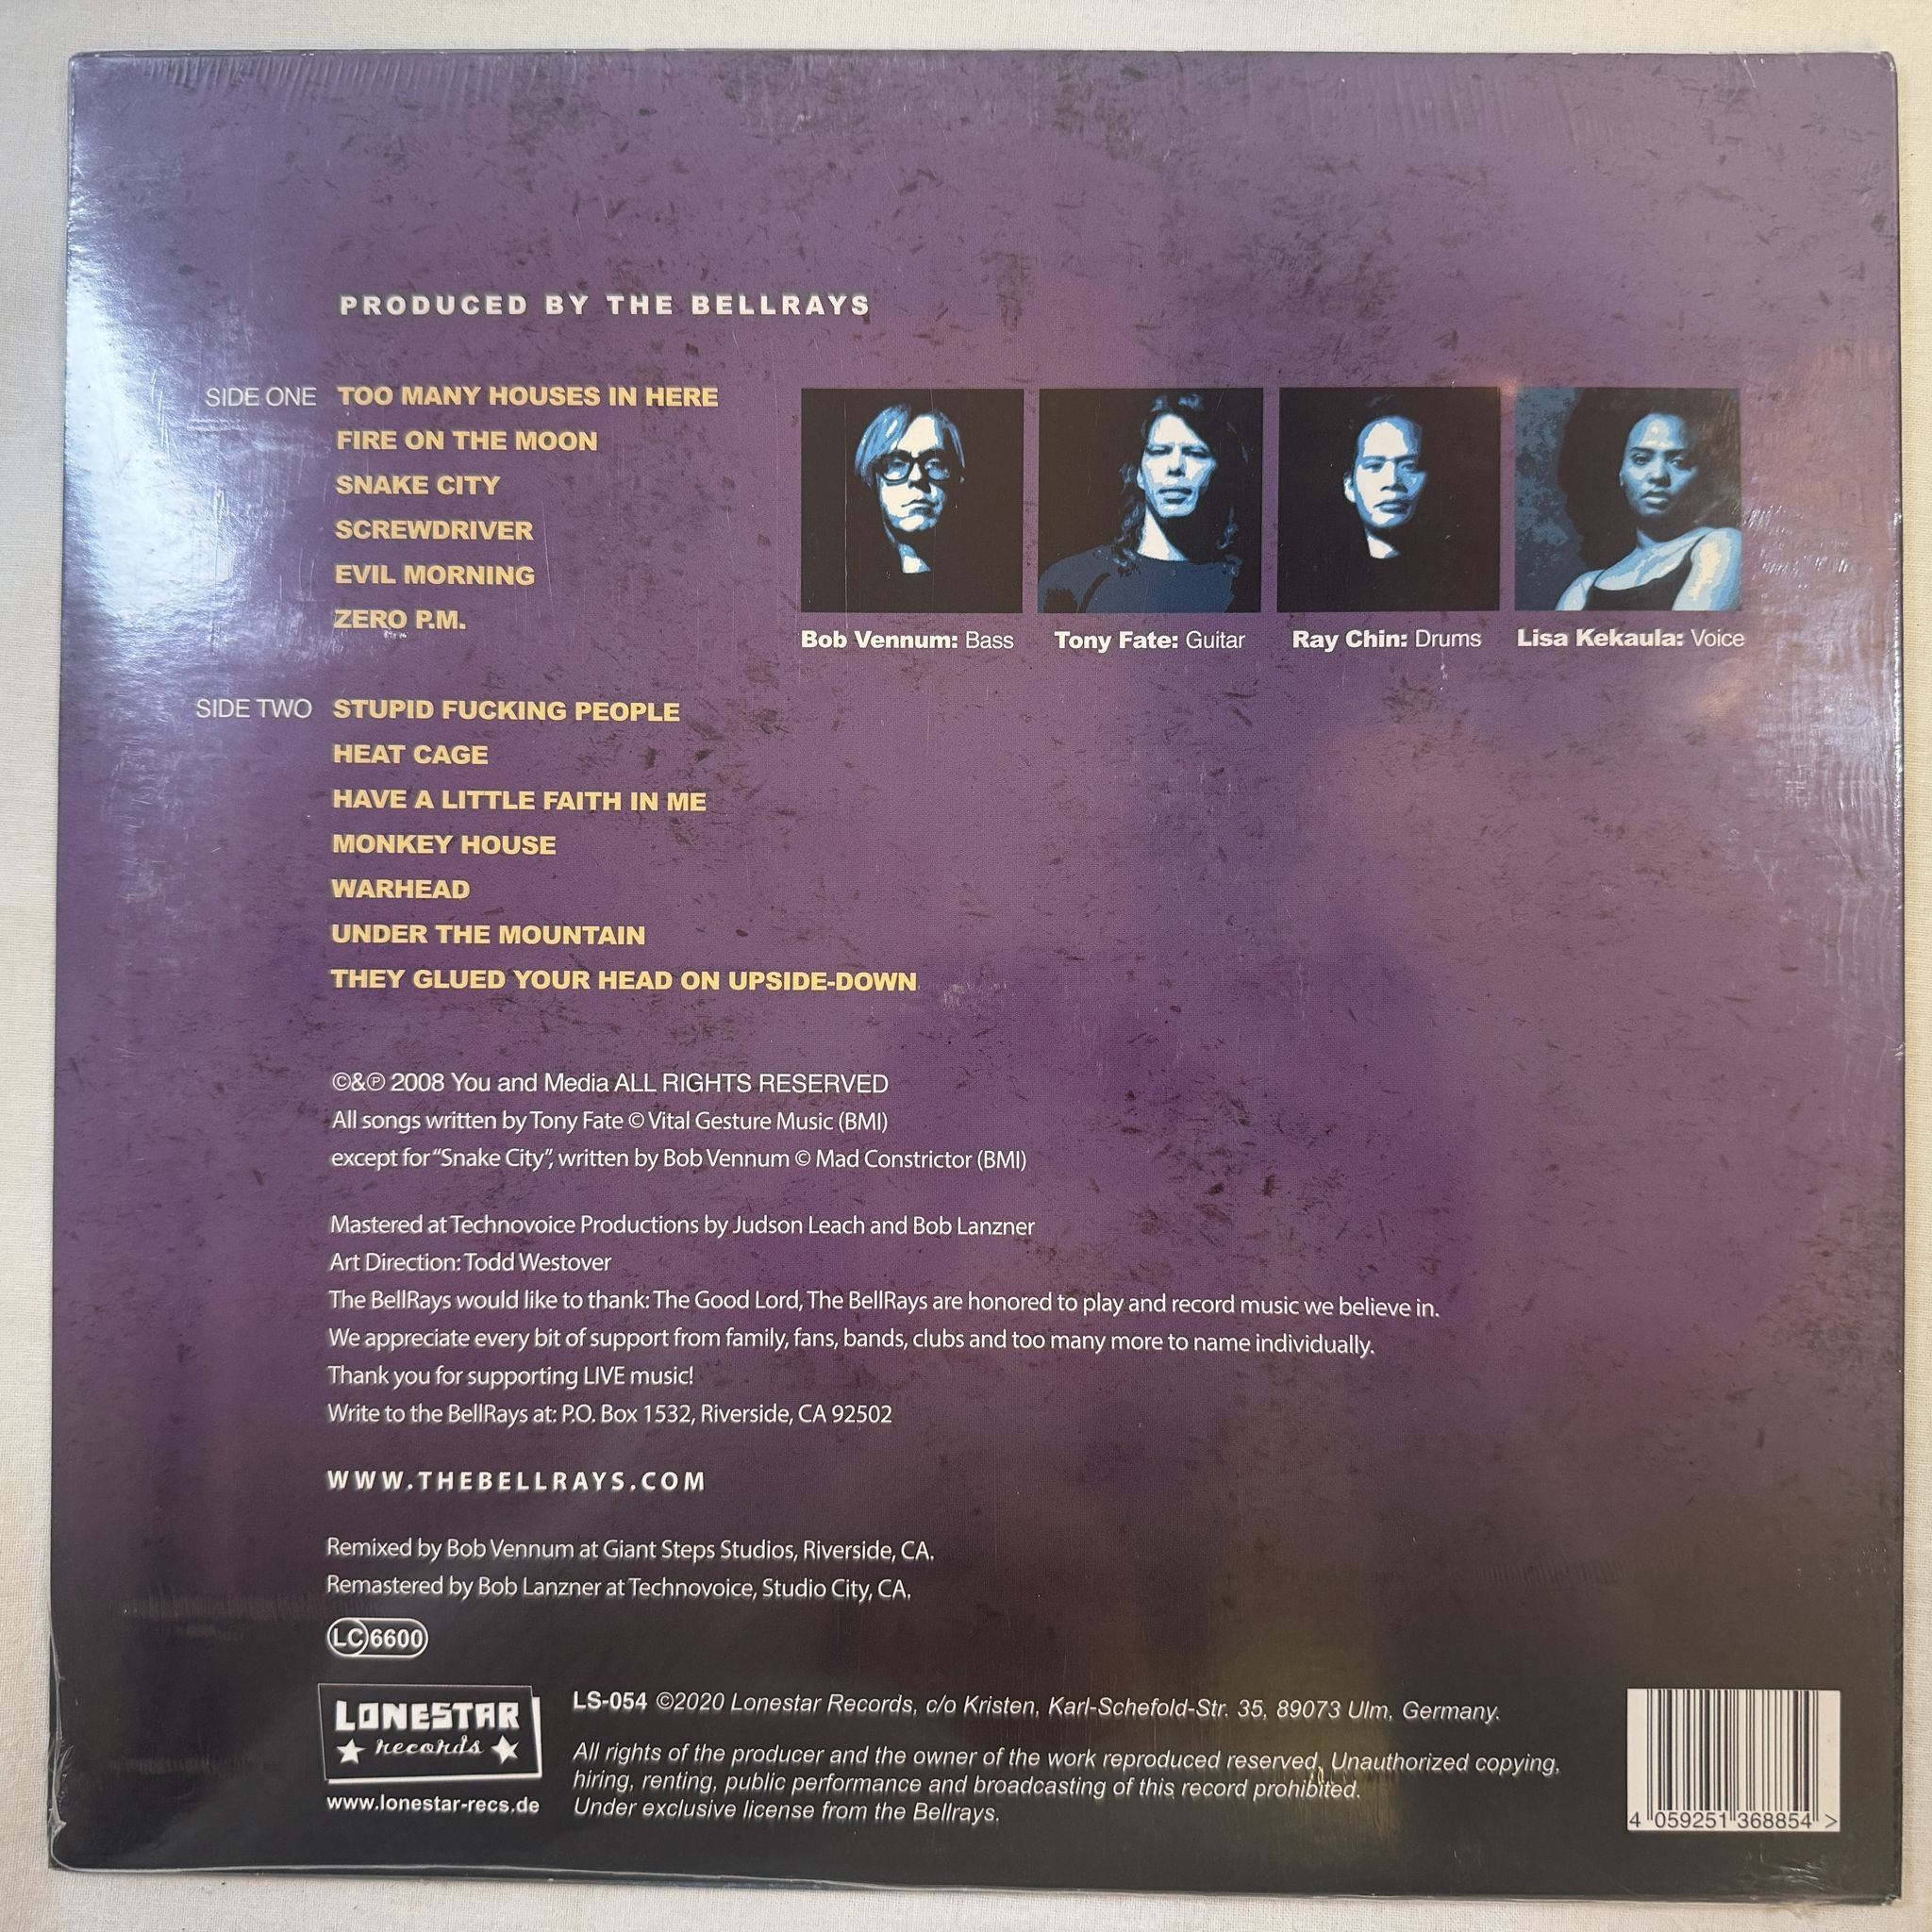 PRODUCED BY THE BELLRAYS
SIDE ONE TOO MANY HOUSES IN HERE
FIRE ON THE MOON
SNAKE CITY
SCREWDRIVER
EVIL MORNING
ZERO P.M.
Bob Vennum: Bass
Tony Fate: Guitar
Ray Chin: Drums
Lisa Kekaula: Voice
SIDE TWO STUPID FUCKING PEOPLE
HEAT CAGE
HAVE A LITTLE FAITH IN ME
MONKEY HOUSE
WARHEAD
UNDER THE MOUNTAIN
THEY GLUED YOUR HEAD ON UPSIDE-DOWN
©&℗ 2008 You and Media ALL RIGHTS RESERVED
All songs written by Tony Fate © Vital Gesture Music (BMI)
except for “Snake City”, written by Bob Vennum © Mad Constrictor (BMI)
Mastered at Technovoice Productions by Judson Leach and Bob Lanzner
Art Direction: Todd Westover
The BellRays would like to thank: The Good Lord, The BellRays are honored to play and record music we believe in.
We appreciate every bit of support from family, fans, bands, clubs and too many more to name individually.
Thank you for supporting LIVE music!
Write to the BellRays at: P.O. Box 1532, Riverside, CA 92502
WWW.THEBELLRAYS.COM
Remixed by Bob Vennum at Giant Steps Studios, Riverside, CA.
Remastered by Bob Lanzner at Technovoice, Studio City, CA.
LC 6600
LONESTAR
records
www.lonestar-recs.de
LS-054 ©2020 Lonestar Records, c/o Kristen, Karl-Schefold-Str. 35, 89073 Ulm, Germany.
All rights of the producer and the owner of the work reproduced reserved, Unauthorized copying,
hiring, renting, public performance and broadcasting of this record prohibited.
Under exclusive license from the Bellrays.
4 059251 368854 >